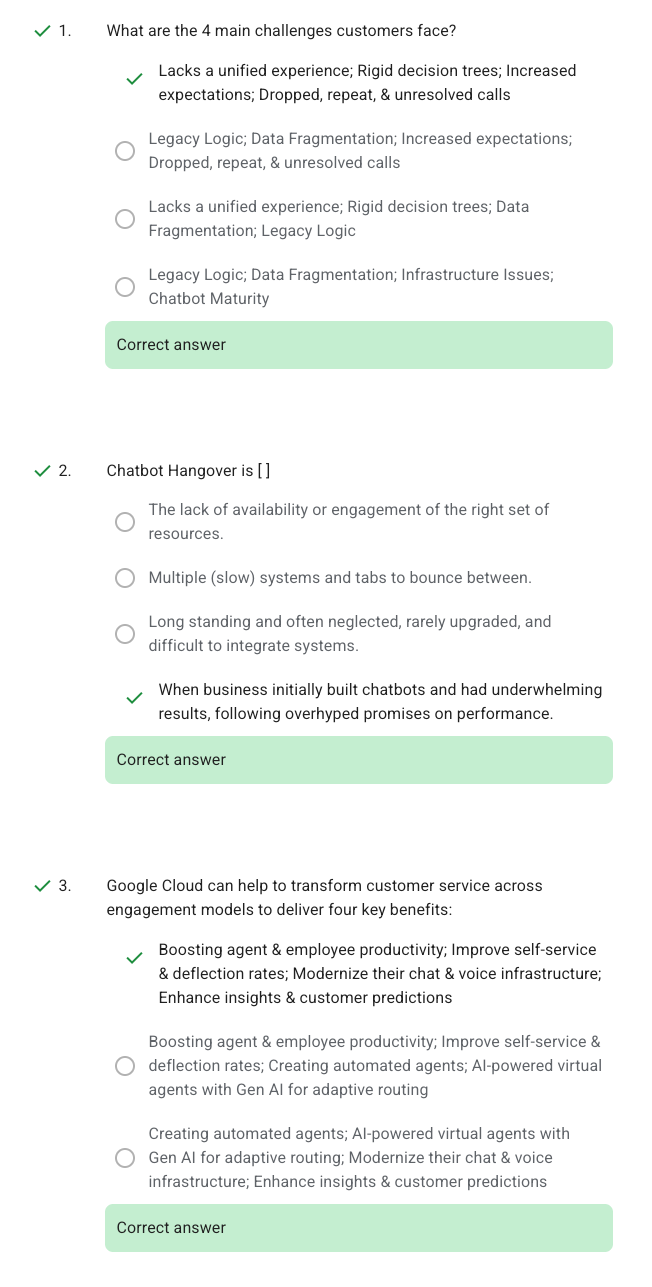 1. What are the 4 main challenges customers face?
Lacks a unified experience; Rigid decision trees; Increased
expectations; Dropped, repeat, & unresolved calls
Legacy Logic; Data Fragmentation; Increased expectations;
Dropped, repeat, & unresolved calls
Lacks a unified experience; Rigid decision trees; Data
Fragmentation; Legacy Logic
Legacy Logic; Data Fragmentation; Infrastructure Issues;
Chatbot Maturity
Correct answer
2. Chatbot Hangover is [ ]
The lack of availability or engagement of the right set of
resources.
Multiple (slow) systems and tabs to bounce between.
Long standing and often neglected, rarely upgraded, and
difficult to integrate systems.
When business initially built chatbots and had underwhelming
results, following overhyped promises on performance.
Correct answer
3. Google Cloud can help to transform customer service across
engagement models to deliver four key benefits:
Boosting agent & employee productivity; Improve self-service
& deflection rates; Modernize their chat & voice infrastructure;
Enhance insights & customer predictions
Boosting agent & employee productivity; Improve self-service &
deflection rates; Creating automated agents; AI-powered virtual
agents with Gen AI for adaptive routing
Creating automated agents; AI-powered virtual agents with
Gen AI for adaptive routing; Modernize their chat & voice
infrastructure; Enhance insights & customer predictions
Correct answer